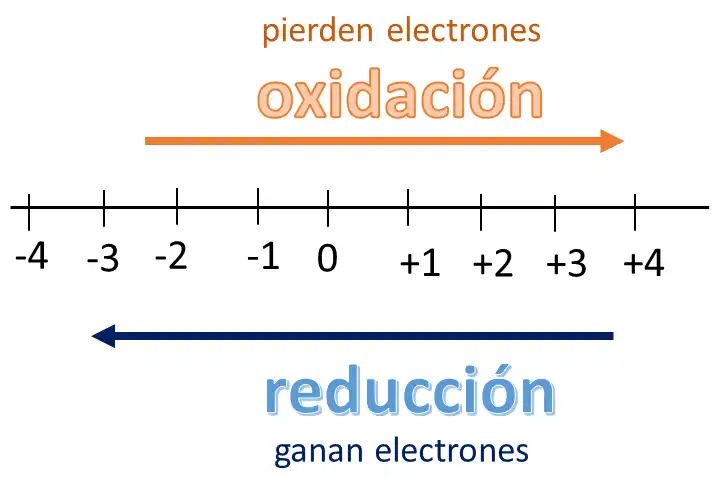 pierden electrones
oxidación
-4 -3 -2 -1 0 +1 +2 +3 +4
reducción
ganan electrones